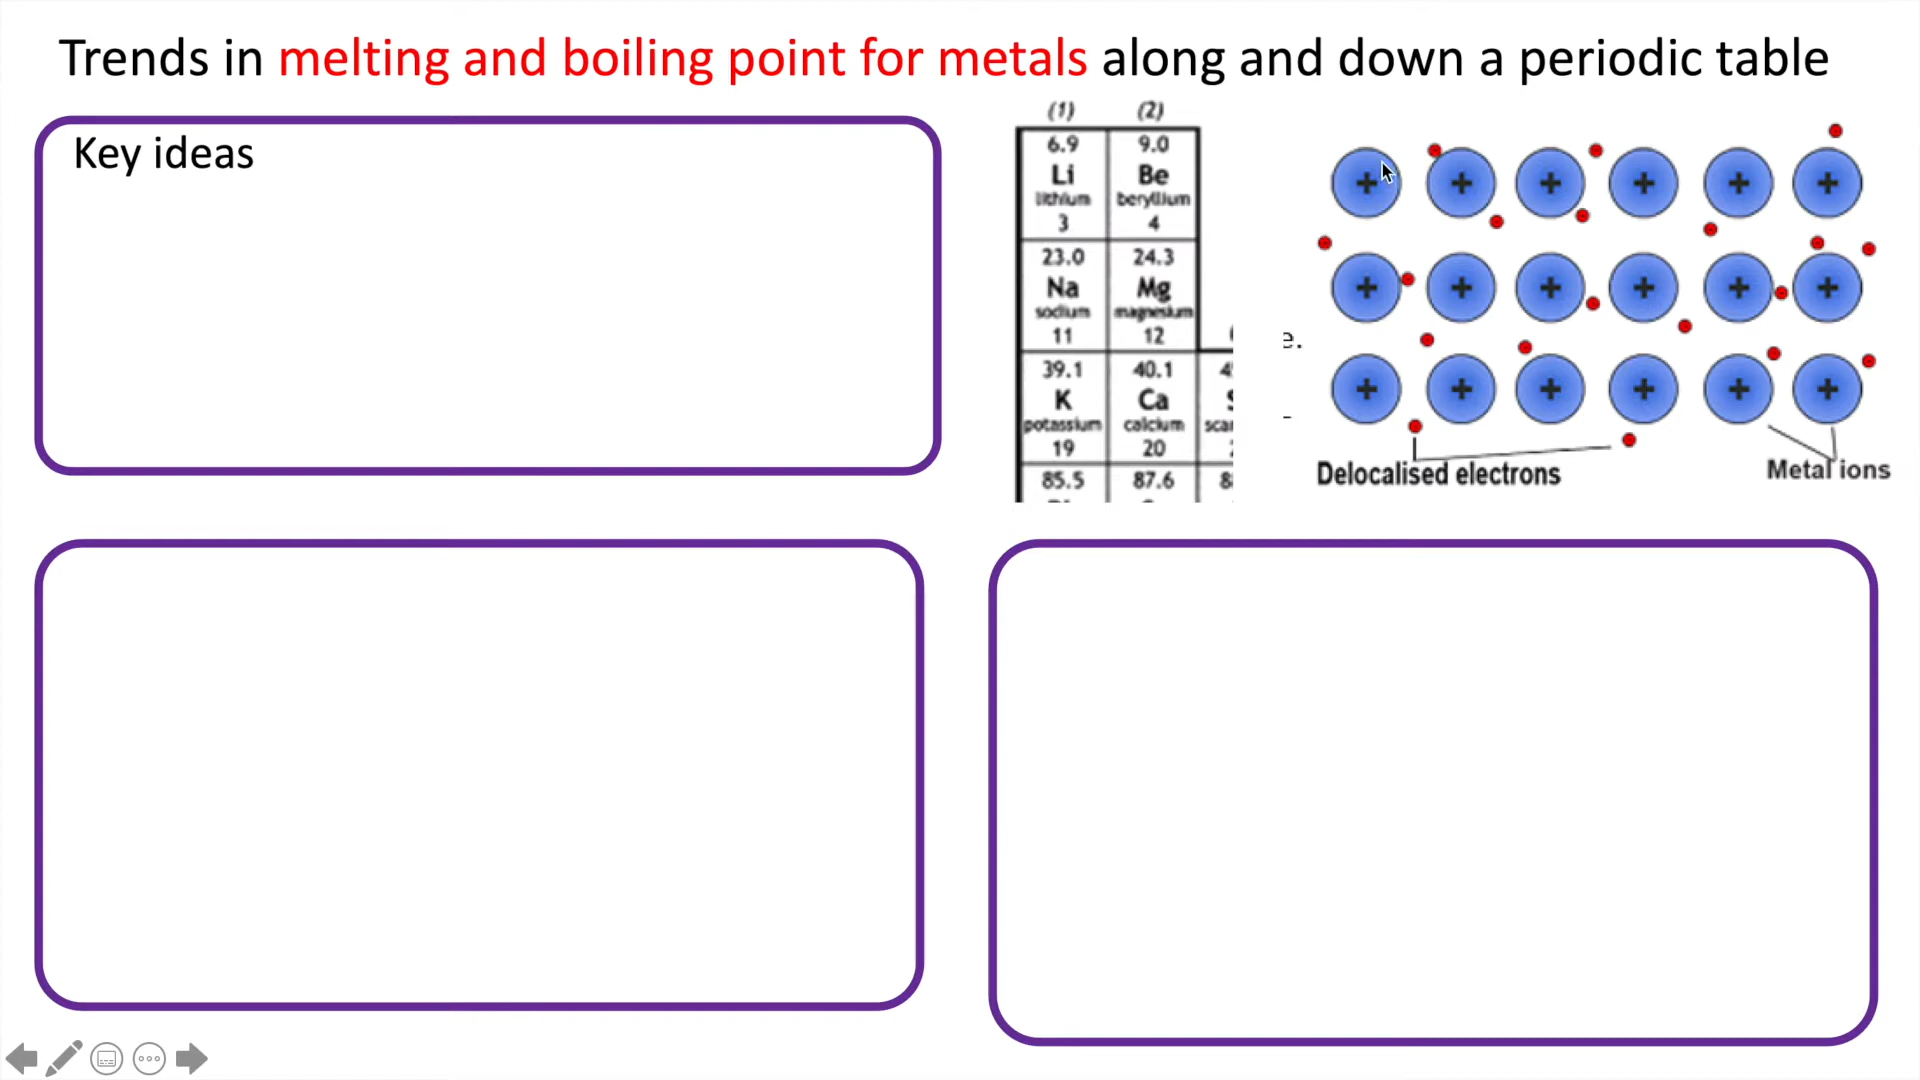 Trends in melting and boiling point for metals along and down a periodic table
Key ideas
(1) (2)
6.9 9.0
Li Be
lithium beryllium
3 4
23.0 24.3
Na Mg
sodium magnesium
11 12
39.1 40.1
K Ca
potassium calcium
19 20
85.5 87.6
e.
+ + + + + +
+ + + + + +
+ + + + + +
Delocalised electrons
Metal ions